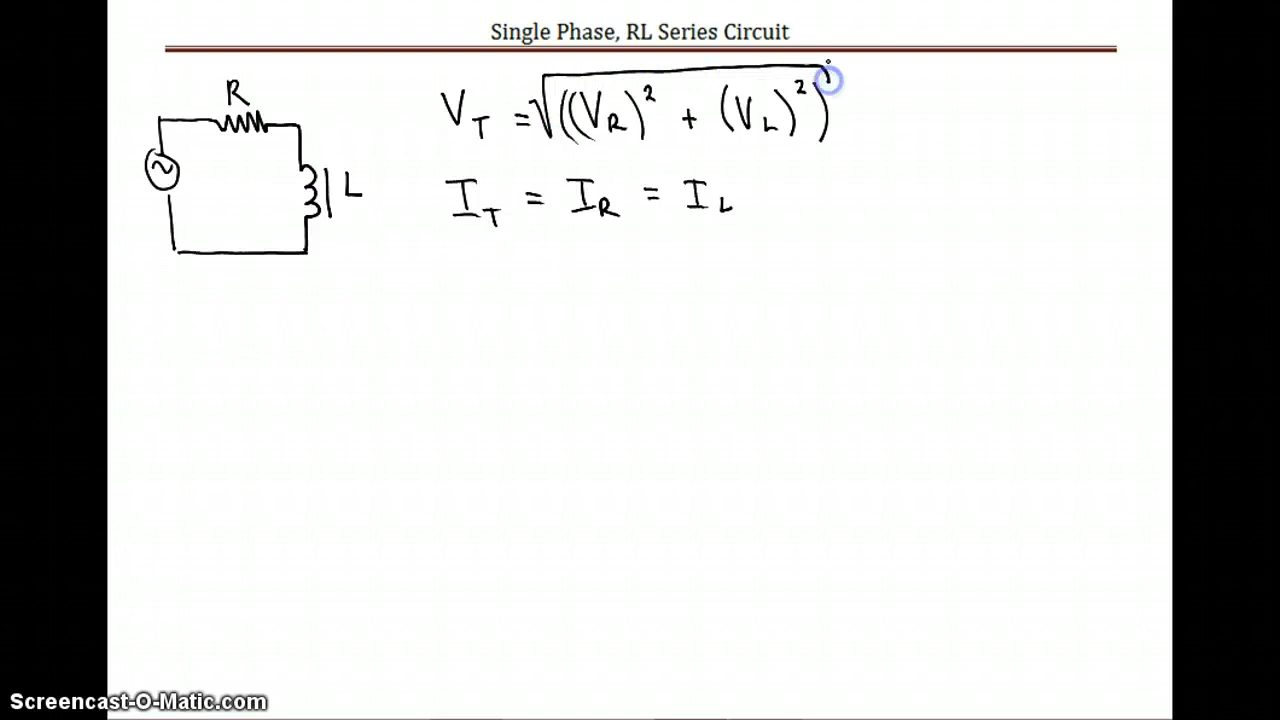 Single Phase, RL Series Circuit
R
L
V_T = √((V_R)² + (V_L)²)
I_T = I_R = I_L
Screencast-O-Matic.com